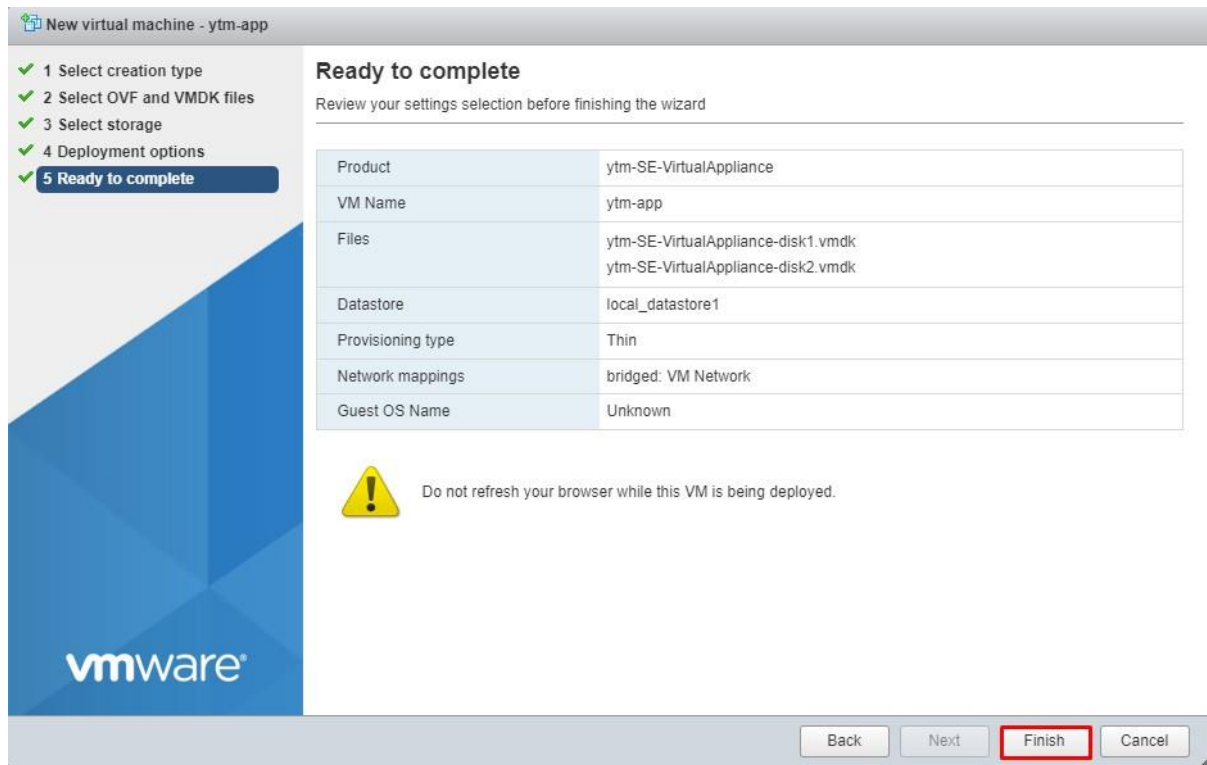 New virtual machine - ytm-app
1 Select creation type
2 Select OVF and VMDK files
3 Select storage
4 Deployment options
5 Ready to complete
Ready to complete
Review your settings selection before finishing the wizard
Product ytm-SE-VirtualAppliance
VM Name ytm-app
Files ytm-SE-VirtualAppliance-disk1.vmdk
ytm-SE-VirtualAppliance-disk2.vmdk
Datastore local_datastore1
Provisioning type Thin
Network mappings bridged: VM Network
Guest OS Name Unknown
Do not refresh your browser while this VM is being deployed.
vmware®
Back Next Finish Cancel